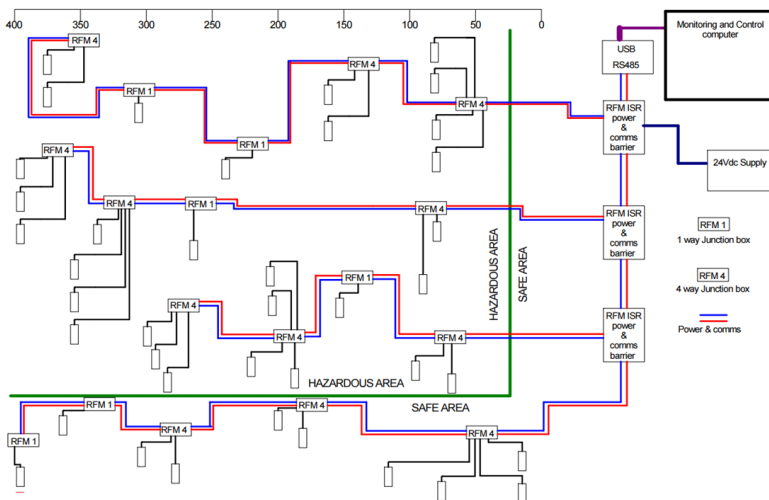 400 350 300 250 200 150 100 50 0
Monitoring and Control
computer
USB
RS485
RFM 4
RFM 4
RFM 1
RFM 4
RFM 1
RFM ISR
power
&
comms
barrier
24Vdc Supply
RFM 4
RFM 4
RFM 1
RFM 4
RFM ISR
power
&
comms
barrier
RFM 1
1 way Junction box
HAZARDOUS AREA
SAFE AREA
RFM 1
RFM 4
4 way Junction box
RFM 4
RFM 4
RFM 4
RFM ISR
power
&
comms
barrier
Power & comms
HAZARDOUS AREA
SAFE AREA
RFM 1
RFM 4
RFM 4
RFM 4
RFM 1